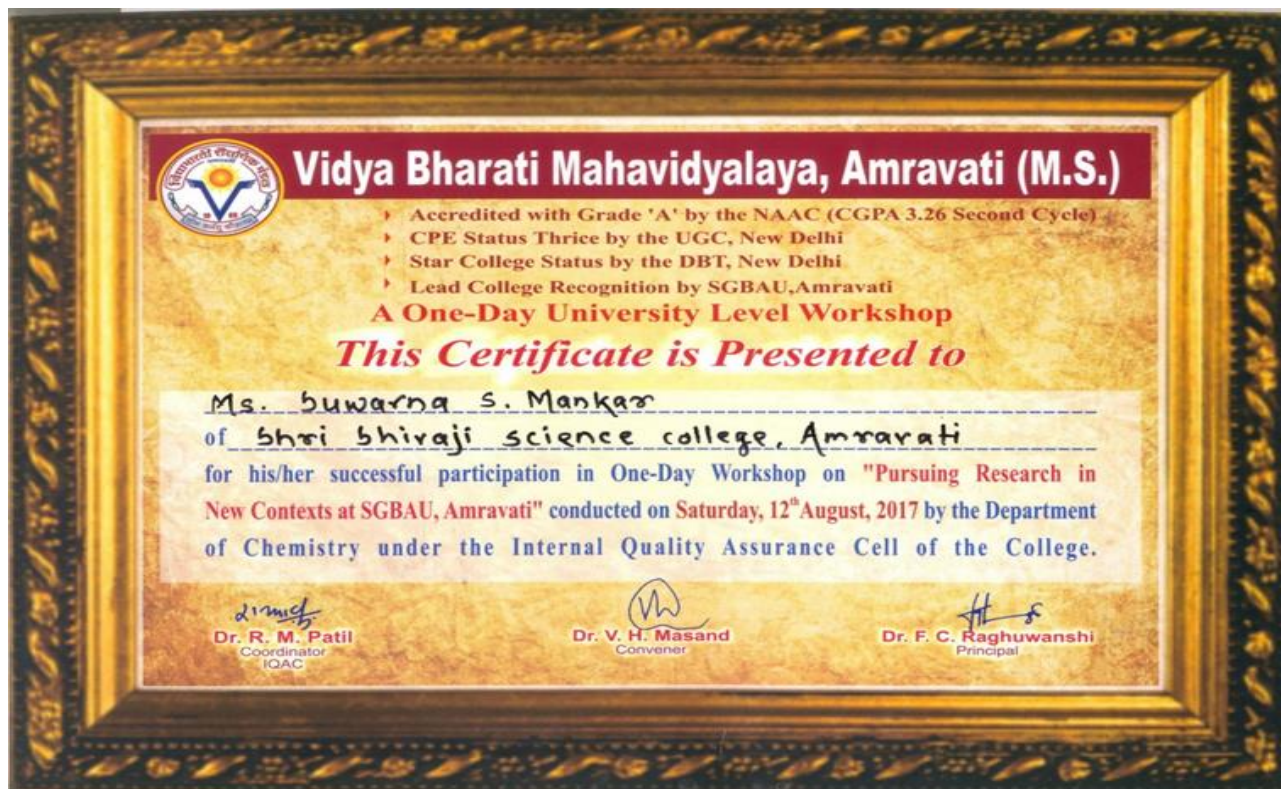 Vidya Bharati Mahavidyalaya, Amravati (M.S.)
Accredited with Grade 'A' by the NAAC (CGPA 3.26 Second Cycle)
CPE Status Thrice by the UGC, New Delhi
Star College Status by the DBT, New Delhi
Lead College Recognition by SGBAU,Amravati
A One-Day University Level Workshop
This Certificate is Presented to
Ms. Suwarna S. Mankar
of Shri Shivaji science college, Amravati
for his/her successful participation in One-Day Workshop on "Pursuing Research in
New Contexts at SGBAU, Amravati" conducted on Saturday, 12th August, 2017 by the Department
of Chemistry under the Internal Quality Assurance Cell of the College.
Dr. R. M. Patil
Coordinator
IQAC
Dr. V. H. Masand
Convener
Dr. F. C. Raghuwanshi
Principal